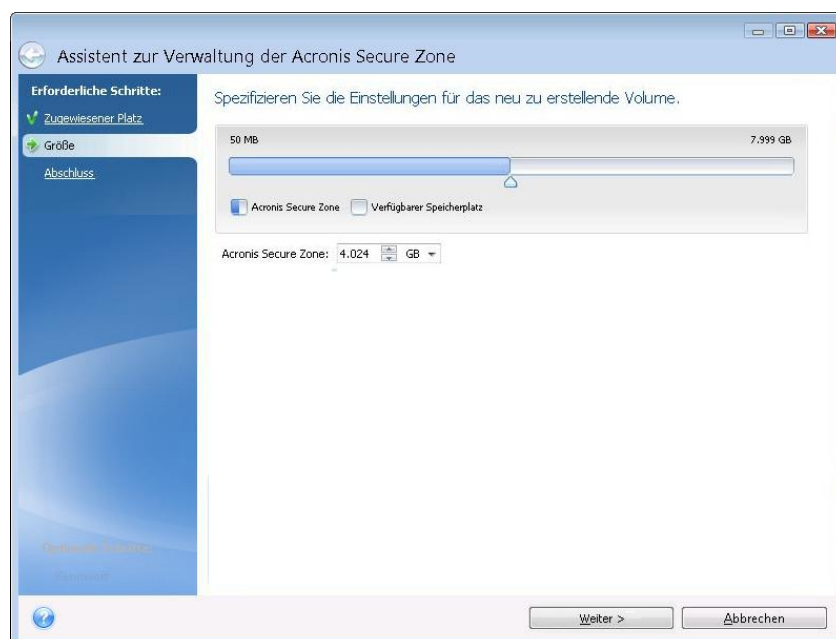 Assistent zur Verwaltung der Acronis Secure Zone
Erforderliche Schritte:
Zugewiesener Platz
Größe
Abschluss
Spezifizieren Sie die Einstellungen für das neu zu erstellende Volume.
50 MB
7.999 GB
Acronis Secure Zone
Verfügbarer Speicherplatz
Acronis Secure Zone: 4.024 GB
Weiter >
Abbrechen